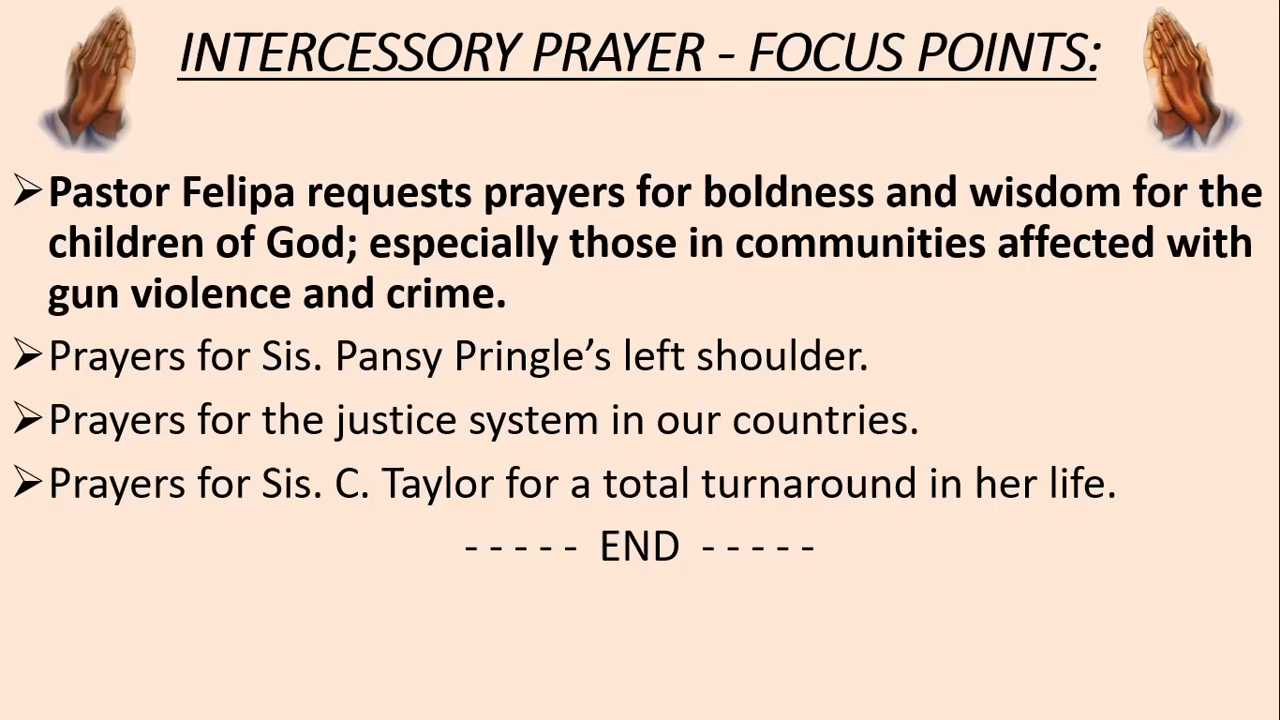 INTERCESSORY PRAYER - FOCUS POINTS:
➢Pastor Felipa requests prayers for boldness and wisdom for the
children of God; especially those in communities affected with
gun violence and crime.
➢Prayers for Sis. Pansy Pringle’s left shoulder.
➢Prayers for the justice system in our countries.
➢Prayers for Sis. C. Taylor for a total turnaround in her life.
- - - - - END - - - - -